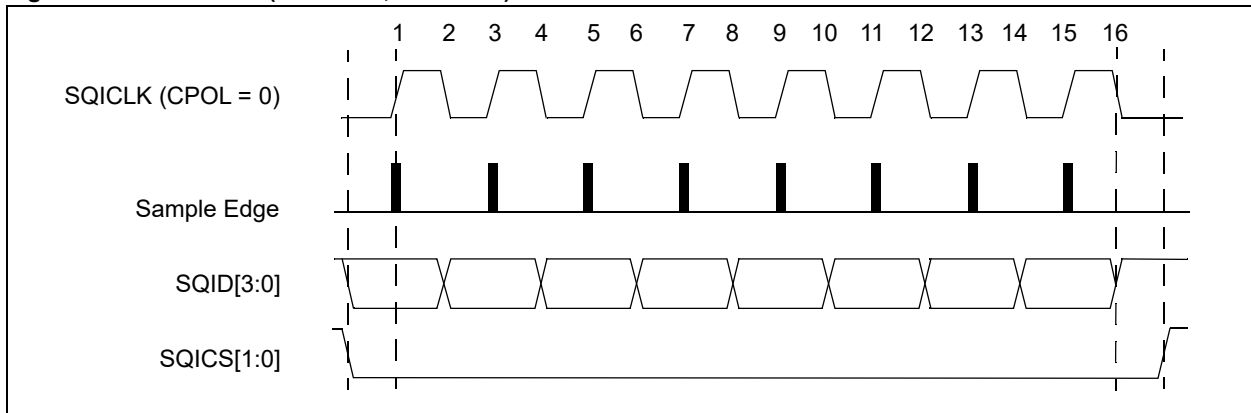 1 2 3 4 5 6 7 8 9 10 11 12 13 14 15 16
SQICLK (CPOL = 0)
Sample Edge
SQID[3:0]
SQICS[1:0]